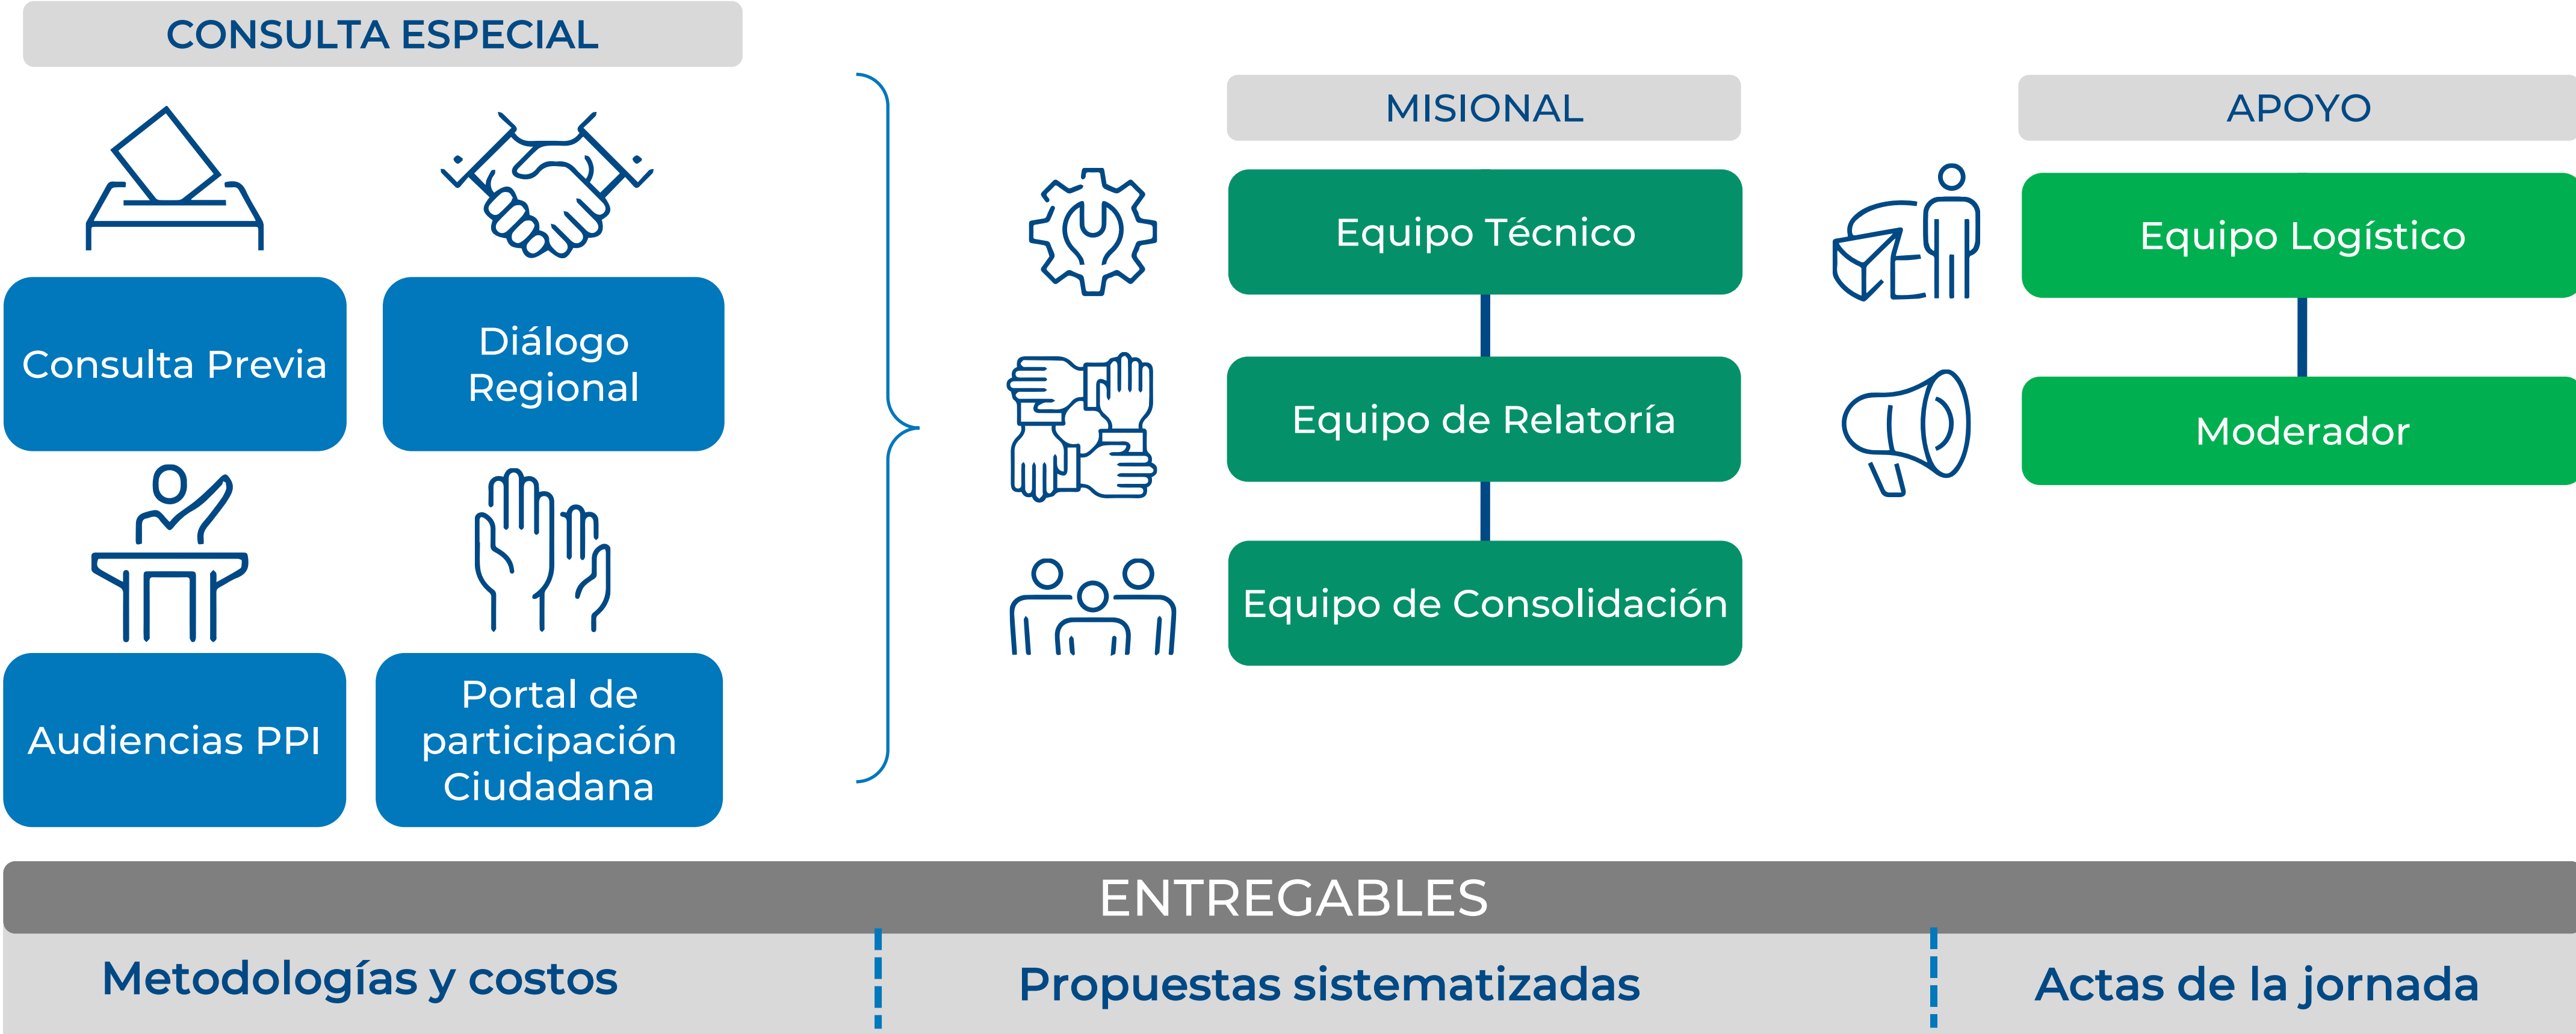 CONSULTA ESPECIAL
Consulta Previa
Diálogo
Regional
Audiencias PPI
Portal de
participación
Ciudadana
MISIONAL
Equipo Técnico
Equipo de Relatoría
Equipo de Consolidación
APOYO
Equipo Logístico
Moderador
ENTREGABLES
Metodologías y costos
Propuestas sistematizadas
Actas de la jornada